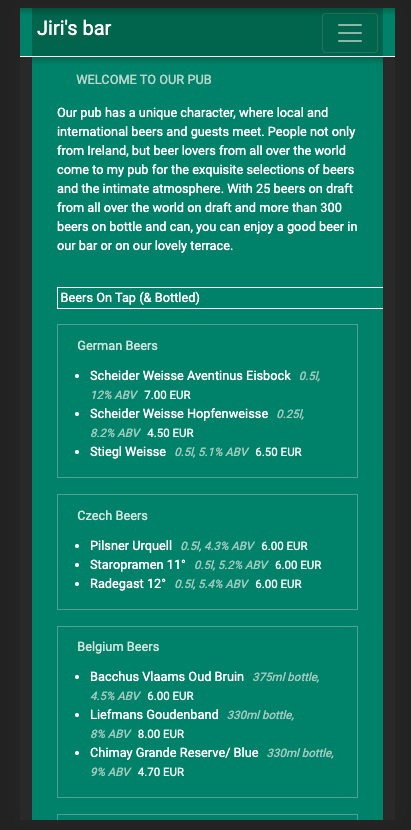 Jiri's bar
WELCOME TO OUR PUB
Our pub has a unique character, where local and
international beers and guests meet. People not only
from Ireland, but beer lovers from all over the world
come to my pub for the exquisite selections of beers
and the intimate atmosphere. With 25 beers on draft
from all over the world on draft and more than 300
beers on bottle and can, you can enjoy a good beer in
our bar or on our lovely terrace.
Beers On Tap (& Bottled)
German Beers
• Scheider Weisse Aventinus Eisbock 0.5l,
12% ABV 7.00 EUR
• Scheider Weisse Hopfenweisse 0.25l,
8.2% ABV 4.50 EUR
• Stiegl Weisse 0.5l, 5.1% ABV 6.50 EUR
Czech Beers
• Pilsner Urquell 0.5l, 4.3% ABV 6.00 EUR
• Staropramen 11° 0.5l, 5.2% ABV 6.00 EUR
• Radegast 12° 0.5l, 5.4% ABV 6.00 EUR
Belgium Beers
• Bacchus Vlaams Oud Bruin 375ml bottle,
4.5% ABV 6.00 EUR
• Liefmans Goudenband 330ml bottle,
8% ABV 8.00 EUR
• Chimay Grande Reserve/ Blue 330ml bottle,
9% ABV 4.70 EUR